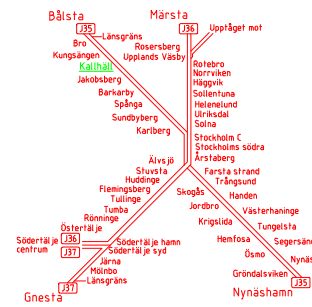 Bålsta
Märsta
J35
J36
Länsgräns
Upptåget mot
Bro
Rosersberg
Kungsängen
Upplands Väsby
Kallhäll
Rotebro
Norrviken
Jakobsberg
Häggvik
Barkarby
Sollentuna
Spånga
Helenelund
Ulriksdal
Sundbyberg
Solna
Karlberg
Stockholm C
Stockholms södra
Årstaberg
Älvsjö
Stuvsta
Farsta strand
Huddinge
Trångsund
Flemingsberg
Skogås
Handen
Tullinge
Jordbro
Västerhaninge
Tumba
Krigslida
Tungelsta
Rönninge
Hemfosa
Segersäng
Östertälje
Södertälje
centrum
J36
J37
Södertälje hamn
Södertälje syd
Ösmo
Nynäs
Järna
Gröndalsviken
Mölnbo
Länsgräns
J37
J35
Gnesta
Nynäshamn